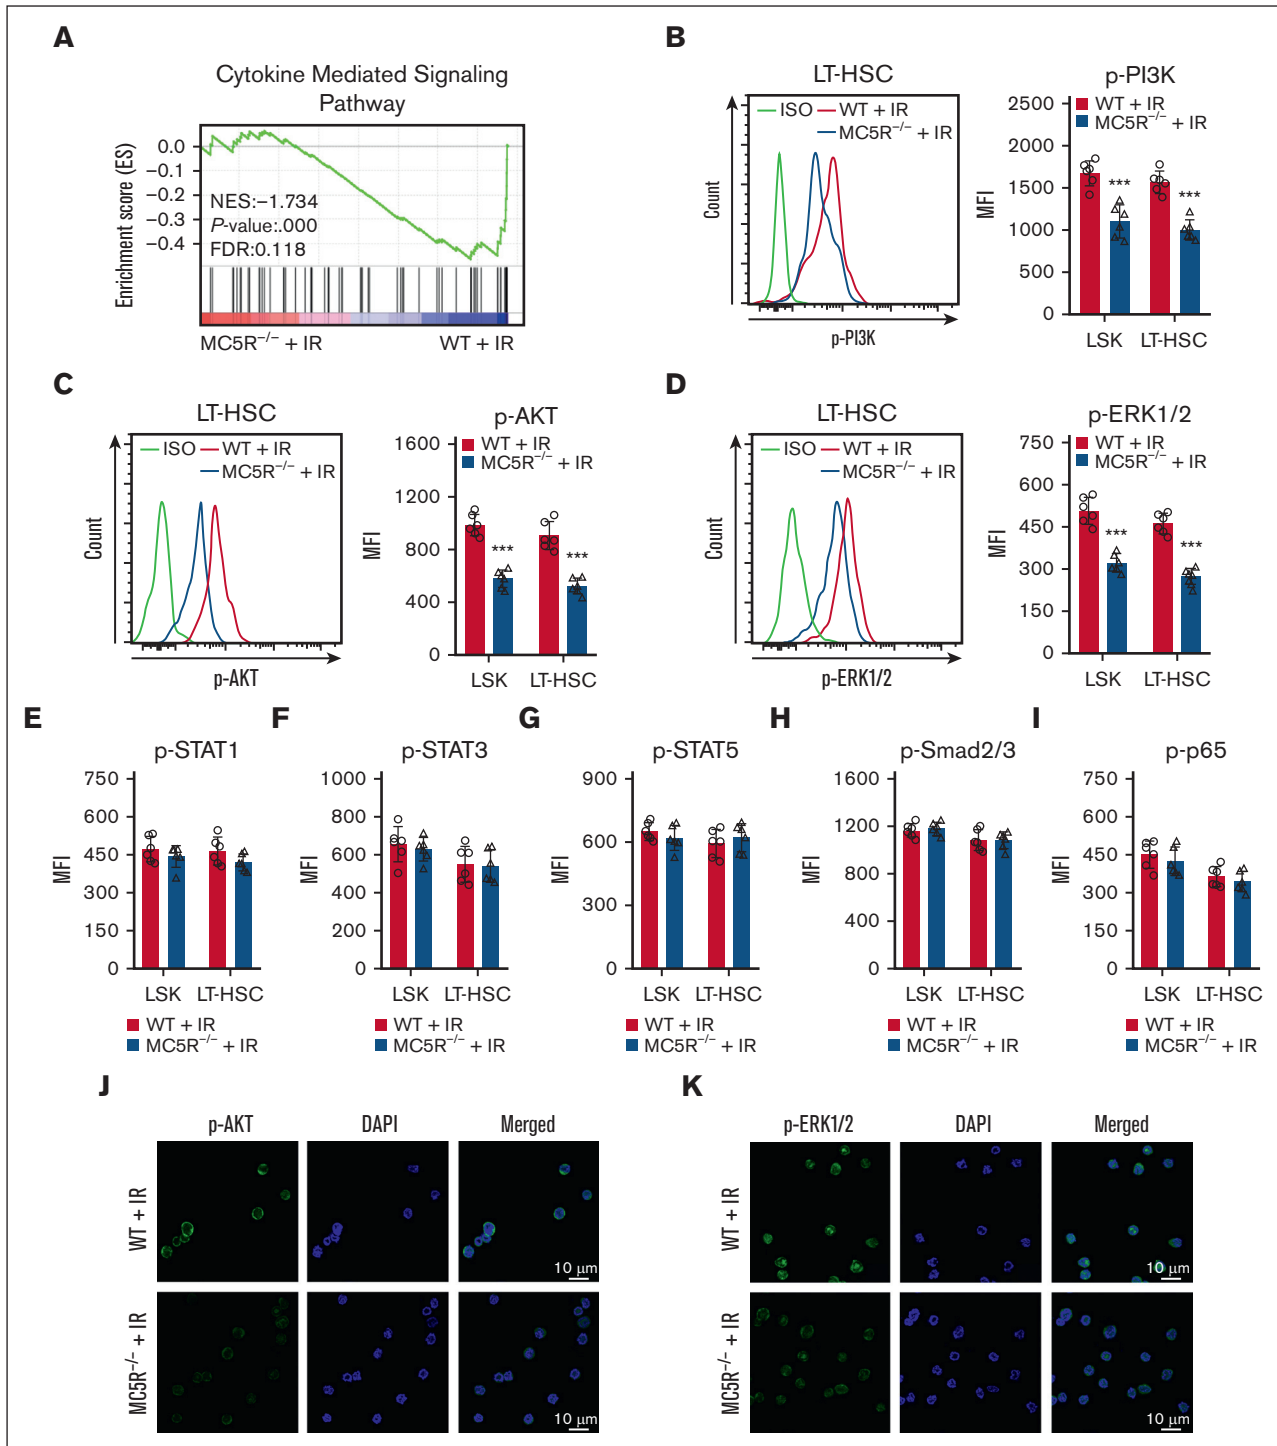 A
Cytokine Mediated Signaling
Pathway
Enrichment score (ES)
0.0
−0.1
−0.2
−0.3
−0.4
NES:−1.734
P-value:.000
FDR:0.118
MC5R−/− + IR
WT + IR
B
LT-HSC
ISO
WT + IR
MC5R−/− + IR
Count
p-PI3K
p-PI3K
MFI
2500
2000
1500
1000
500
0
WT + IR
MC5R−/− + IR
***
***
LSK
LT-HSC
C
LT-HSC
ISO
WT + IR
MC5R−/− + IR
Count
p-AKT
p-AKT
MFI
1600
1200
800
400
0
WT + IR
MC5R−/− + IR
***
***
LSK
LT-HSC
D
LT-HSC
ISO
WT + IR
MC5R−/− + IR
Count
p-ERK1/2
p-ERK1/2
MFI
750
600
450
300
150
0
WT + IR
MC5R−/− + IR
***
***
LSK
LT-HSC
E
p-STAT1
MFI
750
600
450
300
150
0
LSK
LT-HSC
WT + IR
MC5R−/− + IR
F
p-STAT3
MFI
1000
800
600
400
200
0
LSK
LT-HSC
WT + IR
MC5R−/− + IR
G
p-STAT5
MFI
900
600
300
0
LSK
LT-HSC
WT + IR
MC5R−/− + IR
H
p-Smad2/3
MFI
1600
1200
800
400
0
LSK
LT-HSC
WT + IR
MC5R−/− + IR
I
p-p65
MFI
750
600
450
300
150
0
LSK
LT-HSC
WT + IR
MC5R−/− + IR
J
p-AKT
DAPI
Merged
WT + IR
10 µm
MC5R−/− + IR
10 µm
K
p-ERK1/2
DAPI
Merged
WT + IR
10 µm
MC5R−/− + IR
10 µm